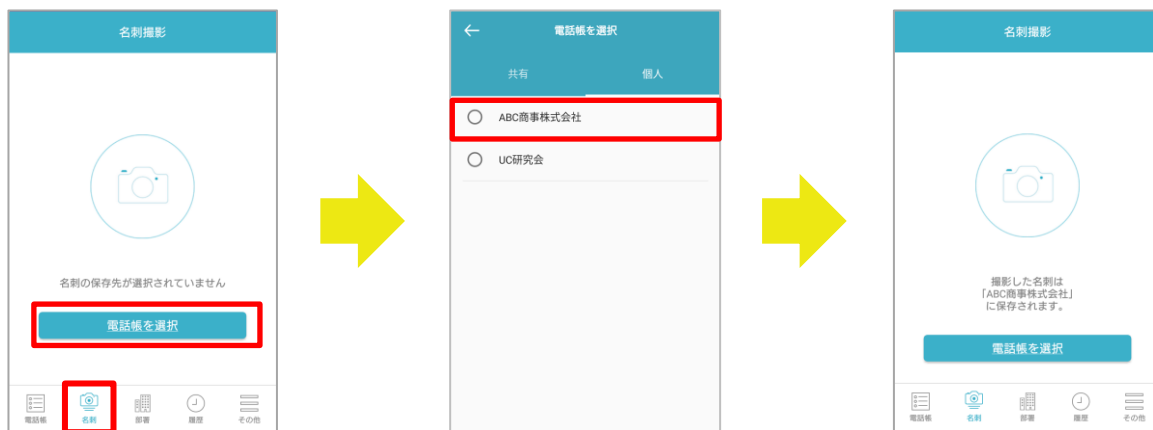 名刺撮影
名刺の保存先が選択されていません
電話帳を選択
電話帳
名刺
部署
履歴
その他
電話帳を選択
共有
個人
ABC商事株式会社
UC研究会
名刺撮影
撮影した名刺は
「ABC商事株式会社」
に保存されます。
電話帳を選択
電話帳
名刺
部署
履歴
その他